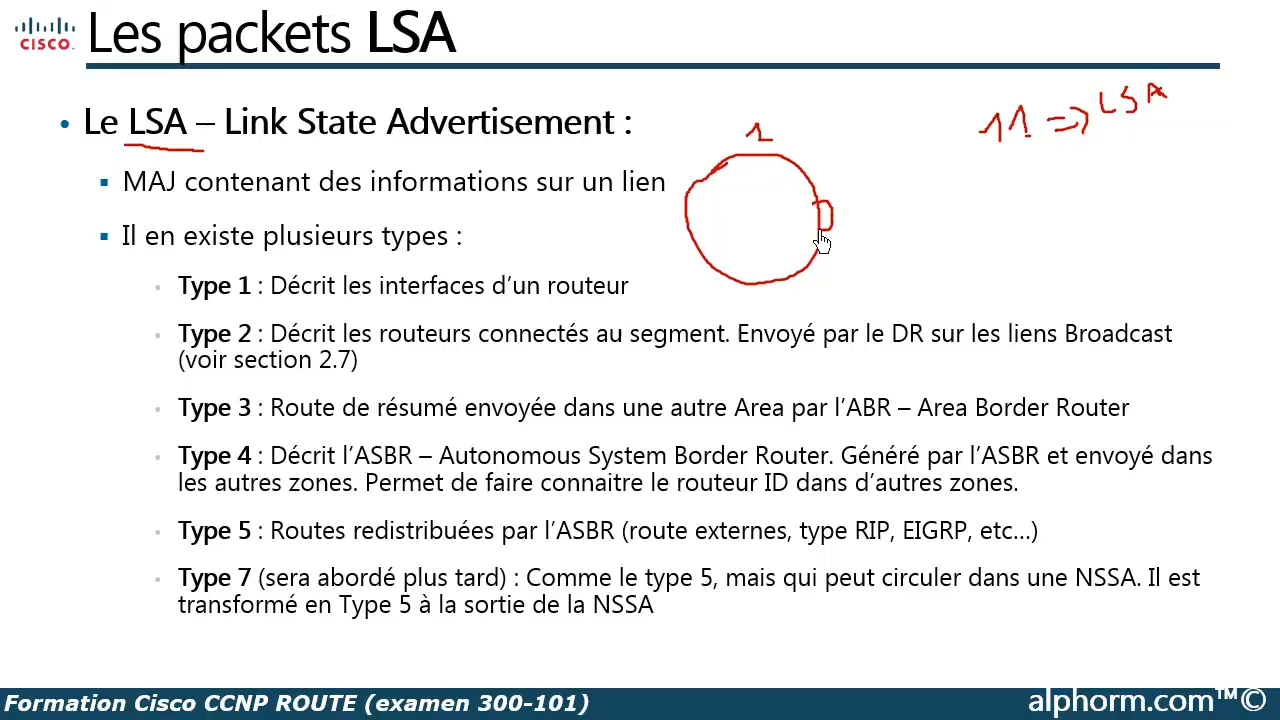 CISCO
Les packets LSA
11 => LSA
• Le LSA – Link State Advertisement :
1
▪ MAJ contenant des informations sur un lien
▪ Il en existe plusieurs types :
• Type 1 : Décrit les interfaces d’un routeur
• Type 2 : Décrit les routeurs connectés au segment. Envoyé par le DR sur les liens Broadcast
(voir section 2.7)
• Type 3 : Route de résumé envoyée dans une autre Area par l’ABR – Area Border Router
• Type 4 : Décrit l’ASBR – Autonomous System Border Router. Généré par l’ASBR et envoyé dans
les autres zones. Permet de faire connaitre le routeur ID dans d’autres zones.
• Type 5 : Routes redistribuées par l’ASBR (route externes, type RIP, EIGRP, etc…)
• Type 7 (sera abordé plus tard) : Comme le type 5, mais qui peut circuler dans une NSSA. Il est
transformé en Type 5 à la sortie de la NSSA
Formation Cisco CCNP ROUTE (examen 300-101)
alphorm.com™©